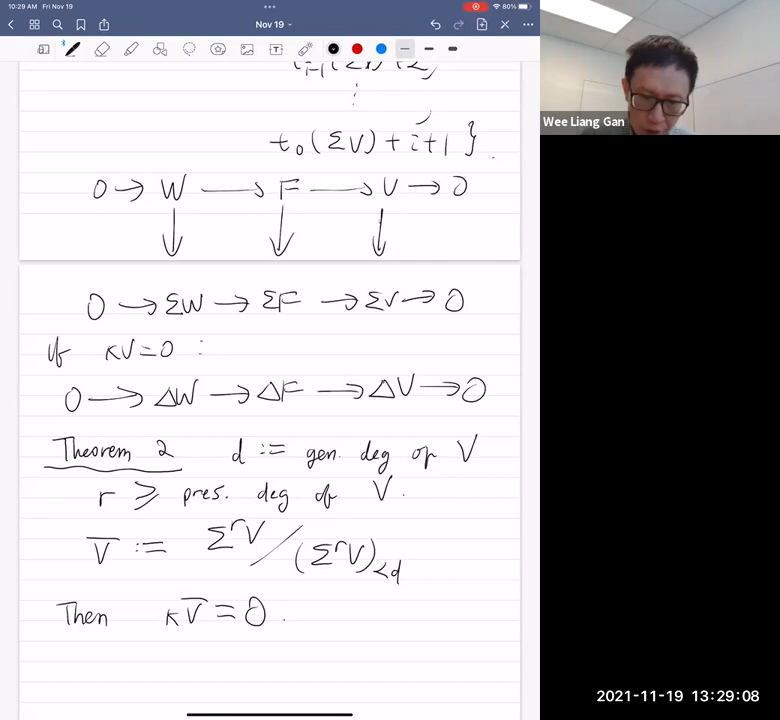 10:29 AM Fri Nov 19
80%
Nov 19
Wee Liang Gan
⋮
t₀(ΣV)+i+1 }.
0 → W → F → V → 0
0 → ΣW → ΣF → ΣV → 0
if κV=0 :
0 → ΔW → ΔF → ΔV → 0
Theorem 2 d := gen. deg of V
r ≥ pres. deg of V.
V̅ := ΣʳV / (ΣʳV)<d
Then κV̅ = 0.
2021-11-19 13:29:08